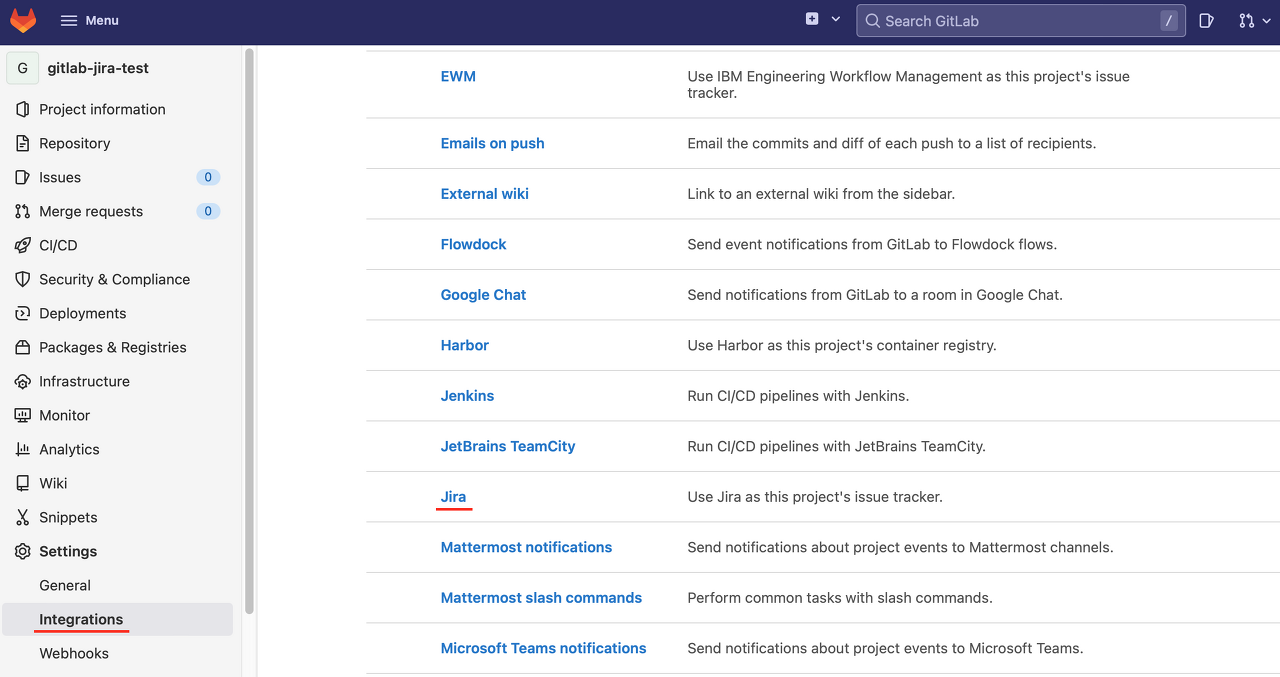 Menu
Search GitLab /
G gitlab-jira-test
Project information
Repository
Issues 0
Merge requests 0
CI/CD
Security & Compliance
Deployments
Packages & Registries
Infrastructure
Monitor
Analytics
Wiki
Snippets
Settings
General
Integrations
Webhooks
EWM Use IBM Engineering Workflow Management as this project's issue
tracker.
Emails on push Email the commits and diff of each push to a list of recipients.
External wiki Link to an external wiki from the sidebar.
Flowdock Send event notifications from GitLab to Flowdock flows.
Google Chat Send notifications from GitLab to a room in Google Chat.
Harbor Use Harbor as this project's container registry.
Jenkins Run CI/CD pipelines with Jenkins.
JetBrains TeamCity Run CI/CD pipelines with JetBrains TeamCity.
Jira Use Jira as this project's issue tracker.
Mattermost notifications Send notifications about project events to Mattermost channels.
Mattermost slash commands Perform common tasks with slash commands.
Microsoft Teams notifications Send notifications about project events to Microsoft Teams.